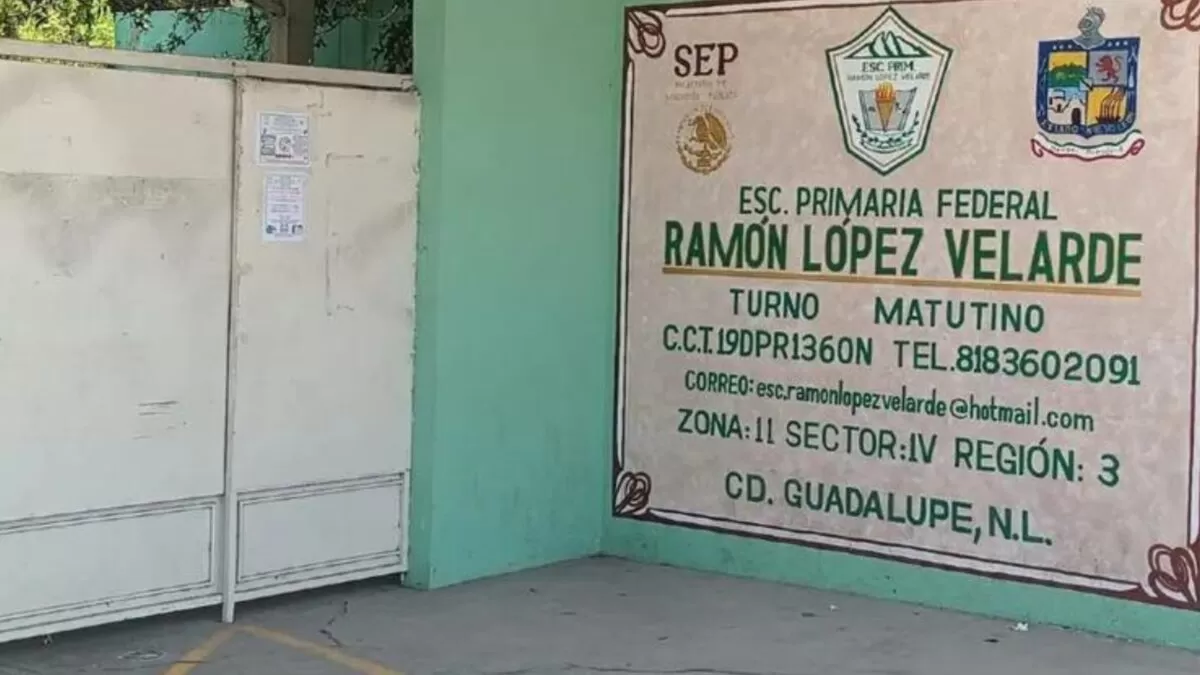 SEP
ESC. PRIM.
RAMÓN LÓPEZ VELARDE
ESC. PRIMARIA FEDERAL
RAMÓN LÓPEZ VELARDE
TURNO MATUTINO
C.C.T.19DPR1360N TEL.8183602091
CORREO: esc.ramonlopezvelarde@hotmail.com
ZONA: 11 SECTOR:IV REGIÓN: 3
CD. GUADALUPE, N.L.